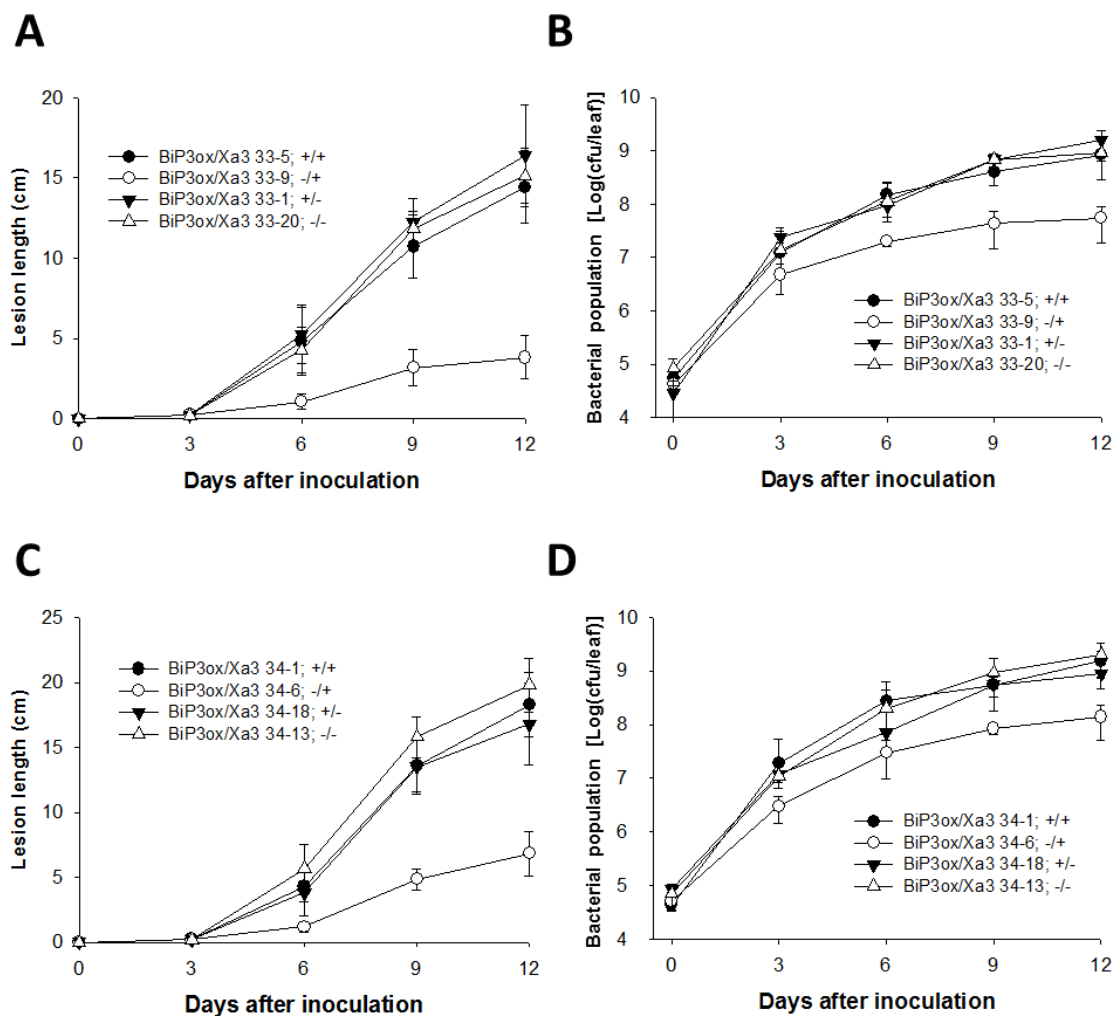 A
Lesion length (cm)
20
15
10
5
0
BiP3ox/Xa3 33-5; +/+
BiP3ox/Xa3 33-9; -/+
BiP3ox/Xa3 33-1; +/-
BiP3ox/Xa3 33-20; -/-
0 3 6 9 12
Days after inoculation
B
Bacterial population [Log(cfu/leaf)]
10
9
8
7
6
5
4
BiP3ox/Xa3 33-5; +/+
BiP3ox/Xa3 33-9; -/+
BiP3ox/Xa3 33-1; +/-
BiP3ox/Xa3 33-20; -/-
0 3 6 9 12
Days after inoculation
C
Lesion length (cm)
25
20
15
10
5
0
BiP3ox/Xa3 34-1; +/+
BiP3ox/Xa3 34-6; -/+
BiP3ox/Xa3 34-18; +/-
BiP3ox/Xa3 34-13; -/-
0 3 6 9 12
Days after inoculation
D
Bacterial population [Log(cfu/leaf)]
10
9
8
7
6
5
4
BiP3ox/Xa3 34-1; +/+
BiP3ox/Xa3 34-6; -/+
BiP3ox/Xa3 34-18; +/-
BiP3ox/Xa3 34-13; -/-
0 3 6 9 12
Days after inoculation